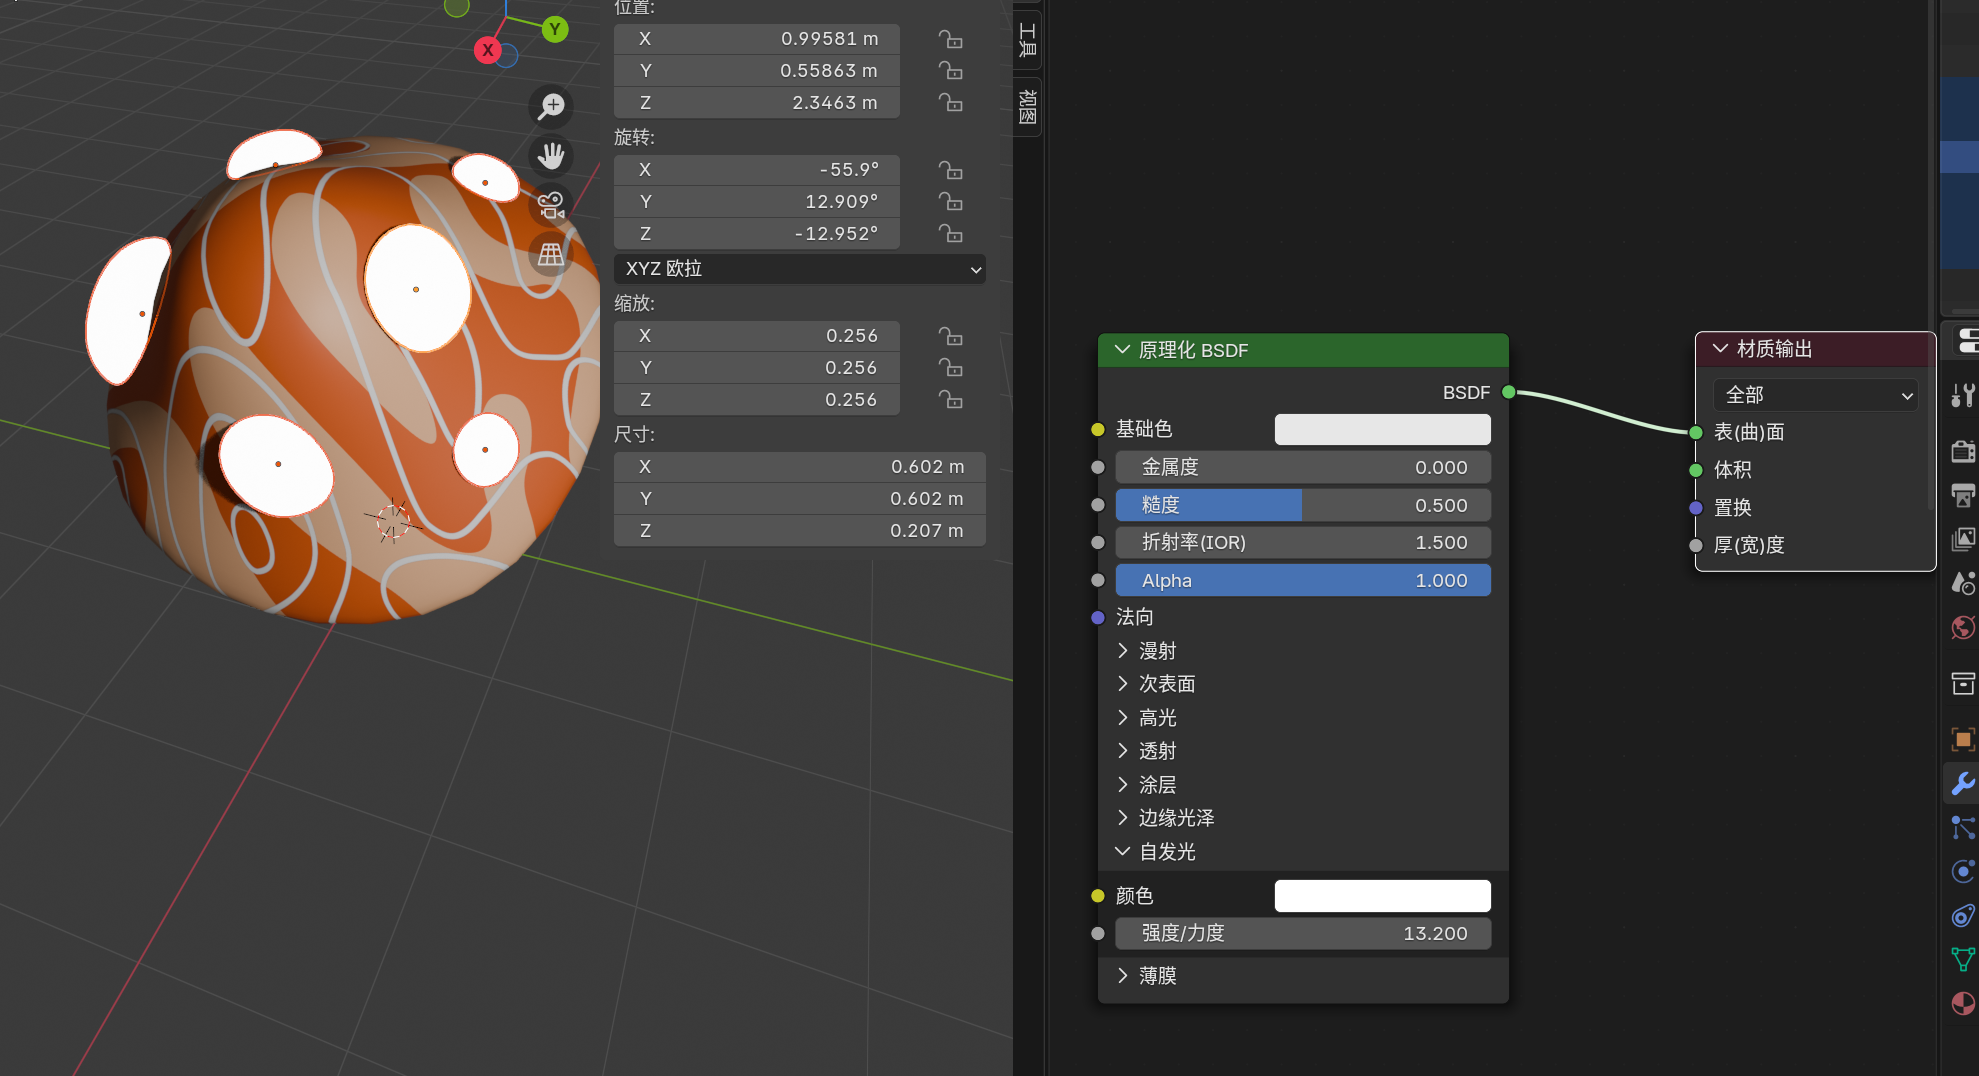 位置:
X 0.99581 m
Y 0.55863 m
Z 2.3463 m
旋转:
X -55.9°
Y 12.909°
Z -12.952°
XYZ 欧拉
缩放:
X 0.256
Y 0.256
Z 0.256
尺寸:
X 0.602 m
Y 0.602 m
Z 0.207 m
Y
X
工具
视图
原理化 BSDF
BSDF
基础色
金属度 0.000
糙度 0.500
折射率(IOR) 1.500
Alpha 1.000
法向
漫射
次表面
高光
透射
涂层
边缘光泽
自发光
颜色
强度/力度 13.200
薄膜
材质输出
全部
表(曲)面
体积
置换
厚(宽)度